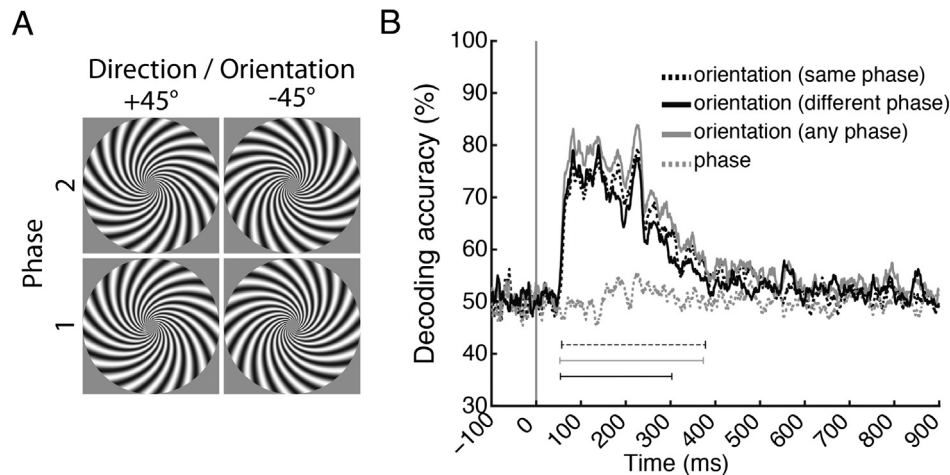 A
Direction / Orientation
+45° -45°
Phase
2
1
B
Decoding accuracy (%)
100
90
80
70
60
50
40
30
orientation (same phase)
orientation (different phase)
orientation (any phase)
phase
-100 0 100 200 300 400 500 600 700 800 900
Time (ms)